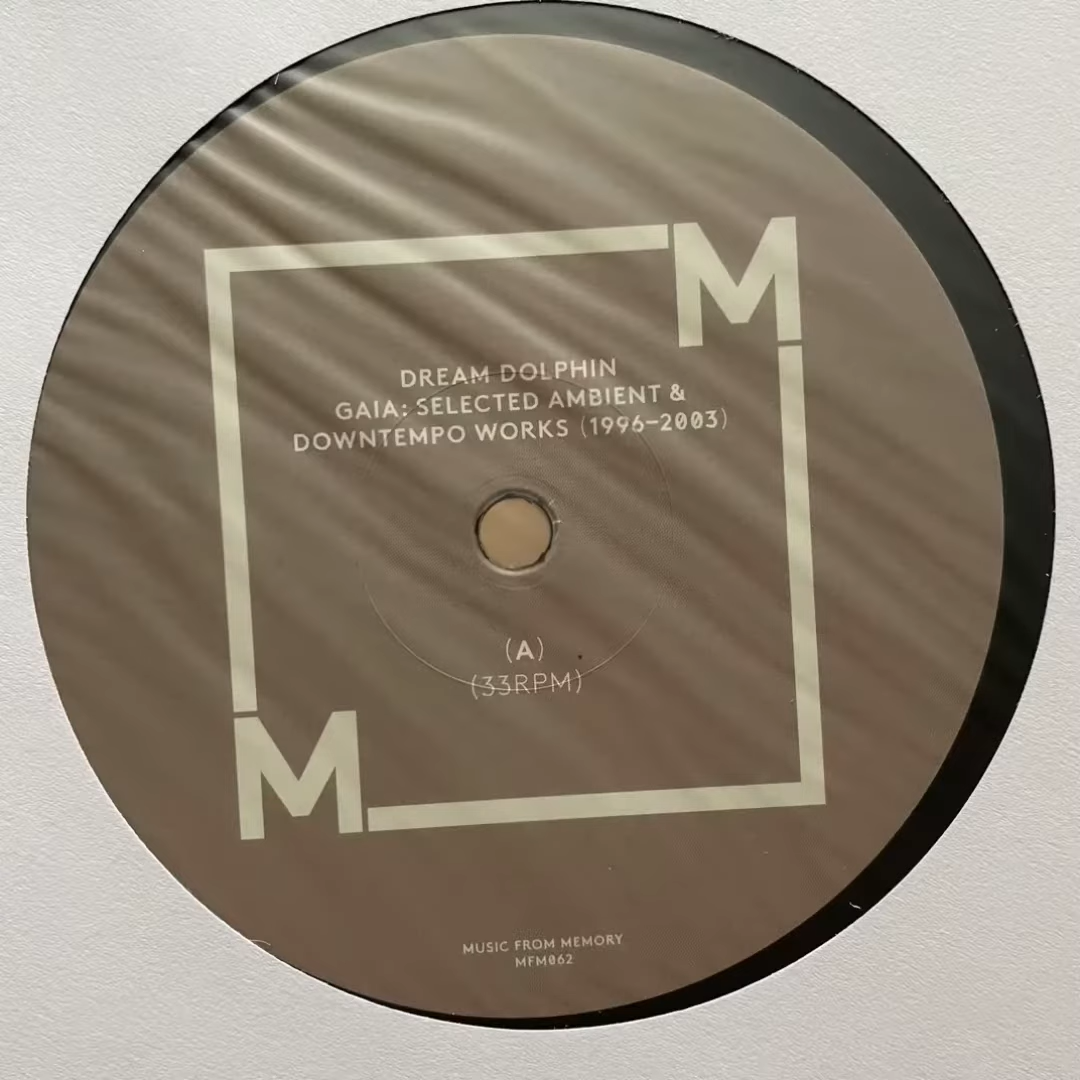 M
DREAM DOLPHIN
GAIA: SELECTED AMBIENT &
DOWNTEMPO WORKS (1996–2003)
(A)
(33RPM)
M
MUSIC FROM MEMORY
MFM062